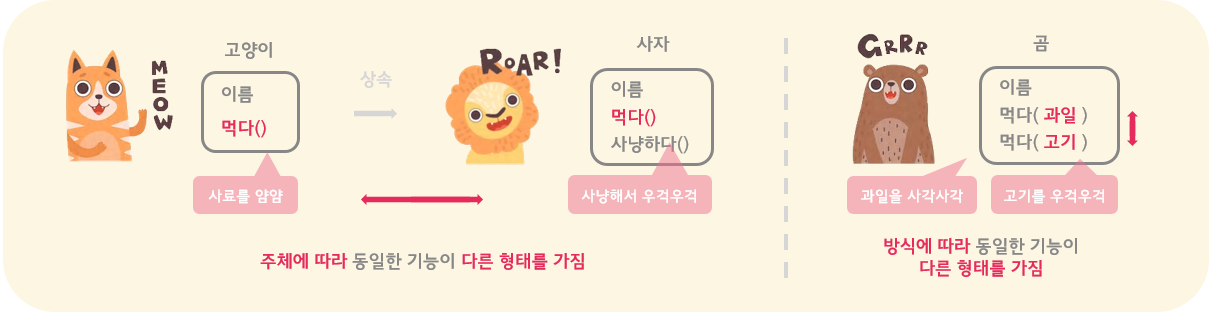 MEOW
고양이
이름
먹다()
사료를 얌얌
상속
ROAR!
사자
이름
먹다()
사냥하다()
사냥해서 우걱우걱
주체에 따라 동일한 기능이 다른 형태를 가짐
GRRR
곰
이름
먹다( 과일 )
먹다( 고기 )
과일을 사각사각
고기를 우걱우걱
방식에 따라 동일한 기능이
다른 형태를 가짐